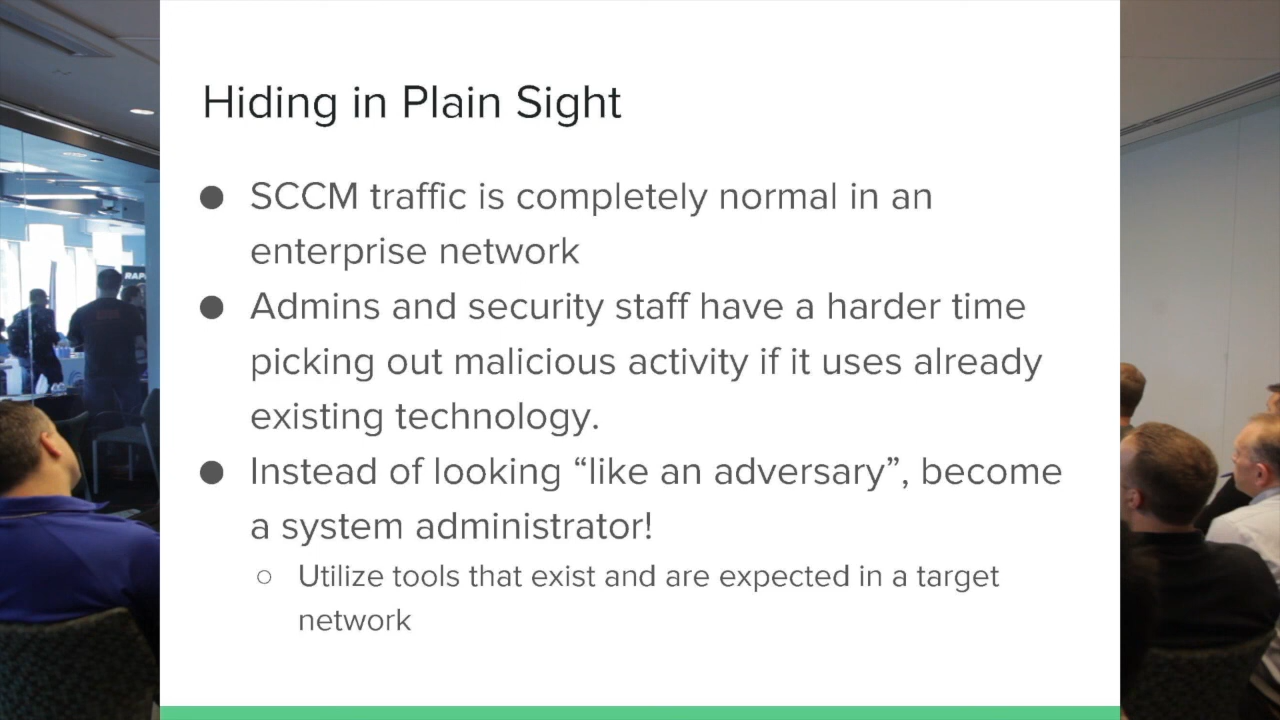 Hiding in Plain Sight
● SCCM traffic is completely normal in an
enterprise network
● Admins and security staff have a harder time
picking out malicious activity if it uses already
existing technology.
● Instead of looking “like an adversary”, become
a system administrator!
○ Utilize tools that exist and are expected in a target
network
RAP